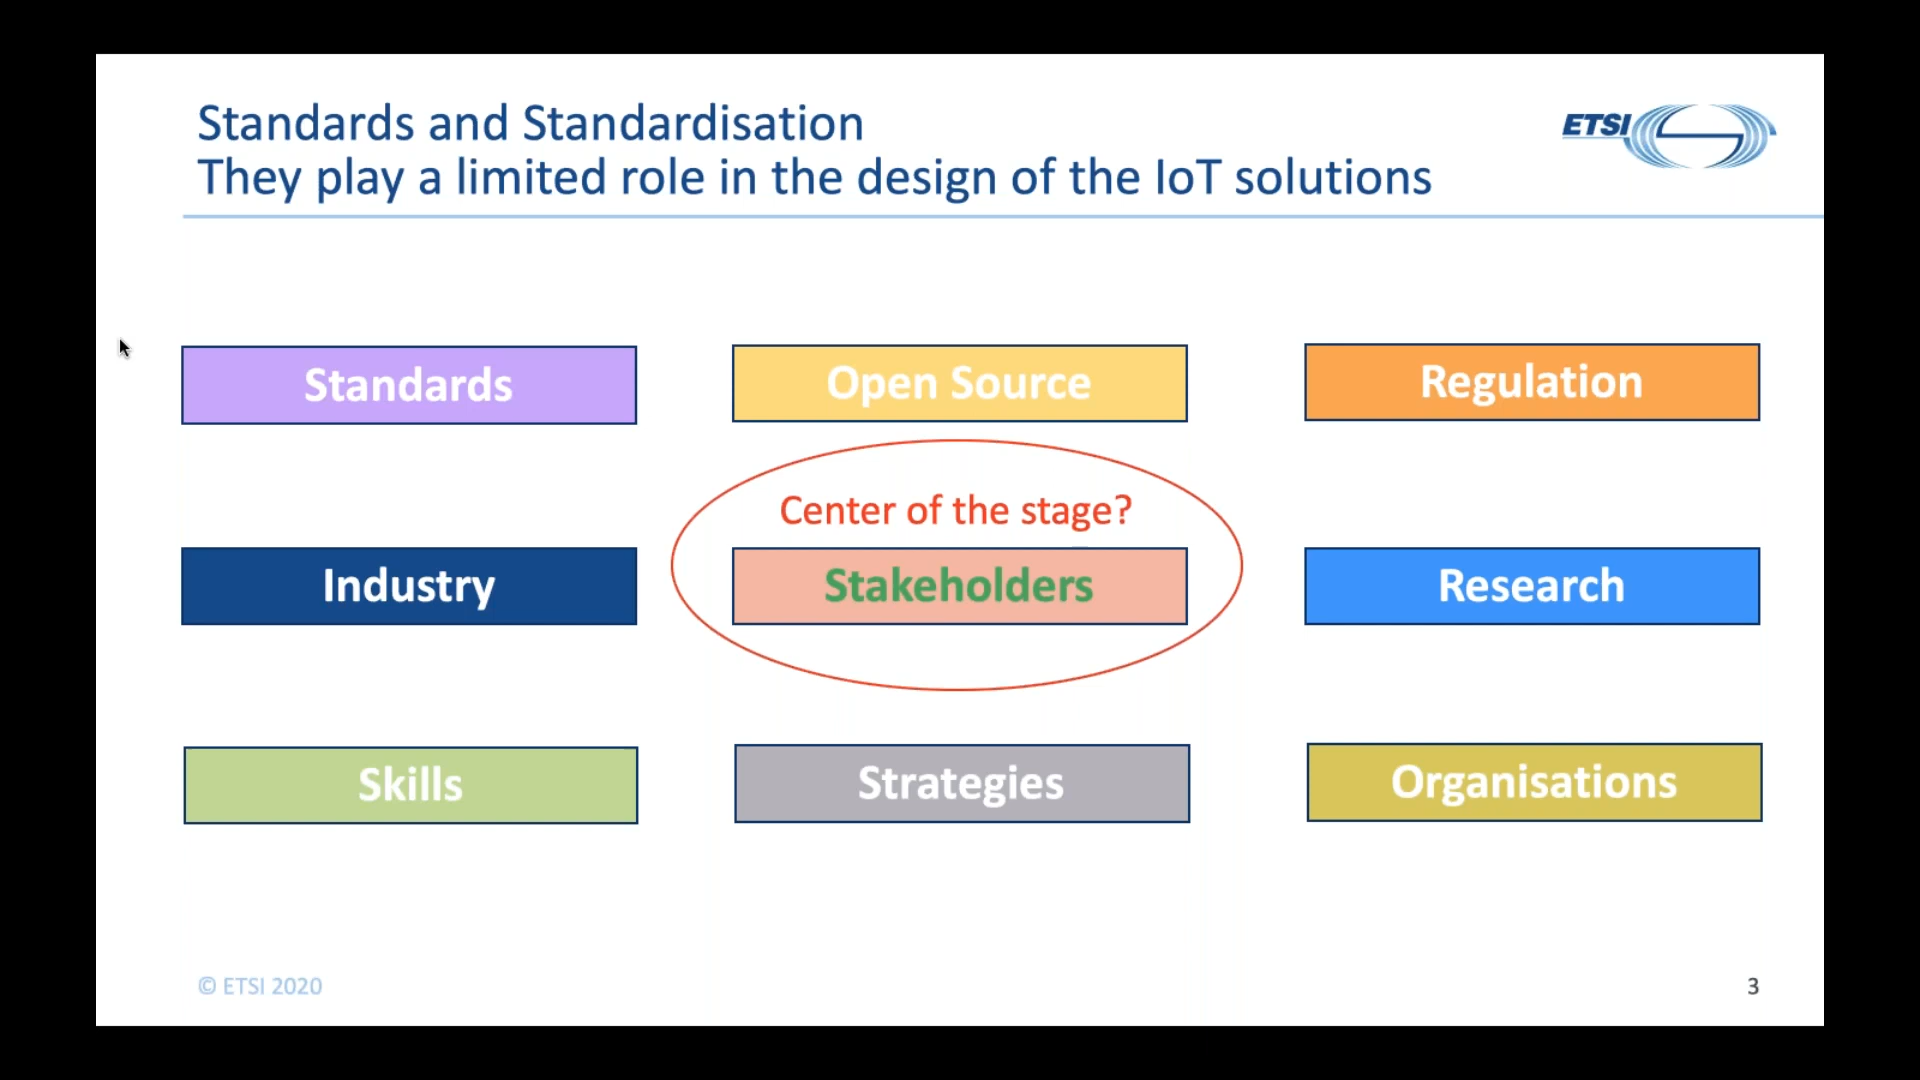 Standards and Standardisation
They play a limited role in the design of the IoT solutions
ETSI
Standards
Open Source
Regulation
Center of the stage?
Industry
Stakeholders
Research
Skills
Strategies
Organisations
© ETSI 2020
3